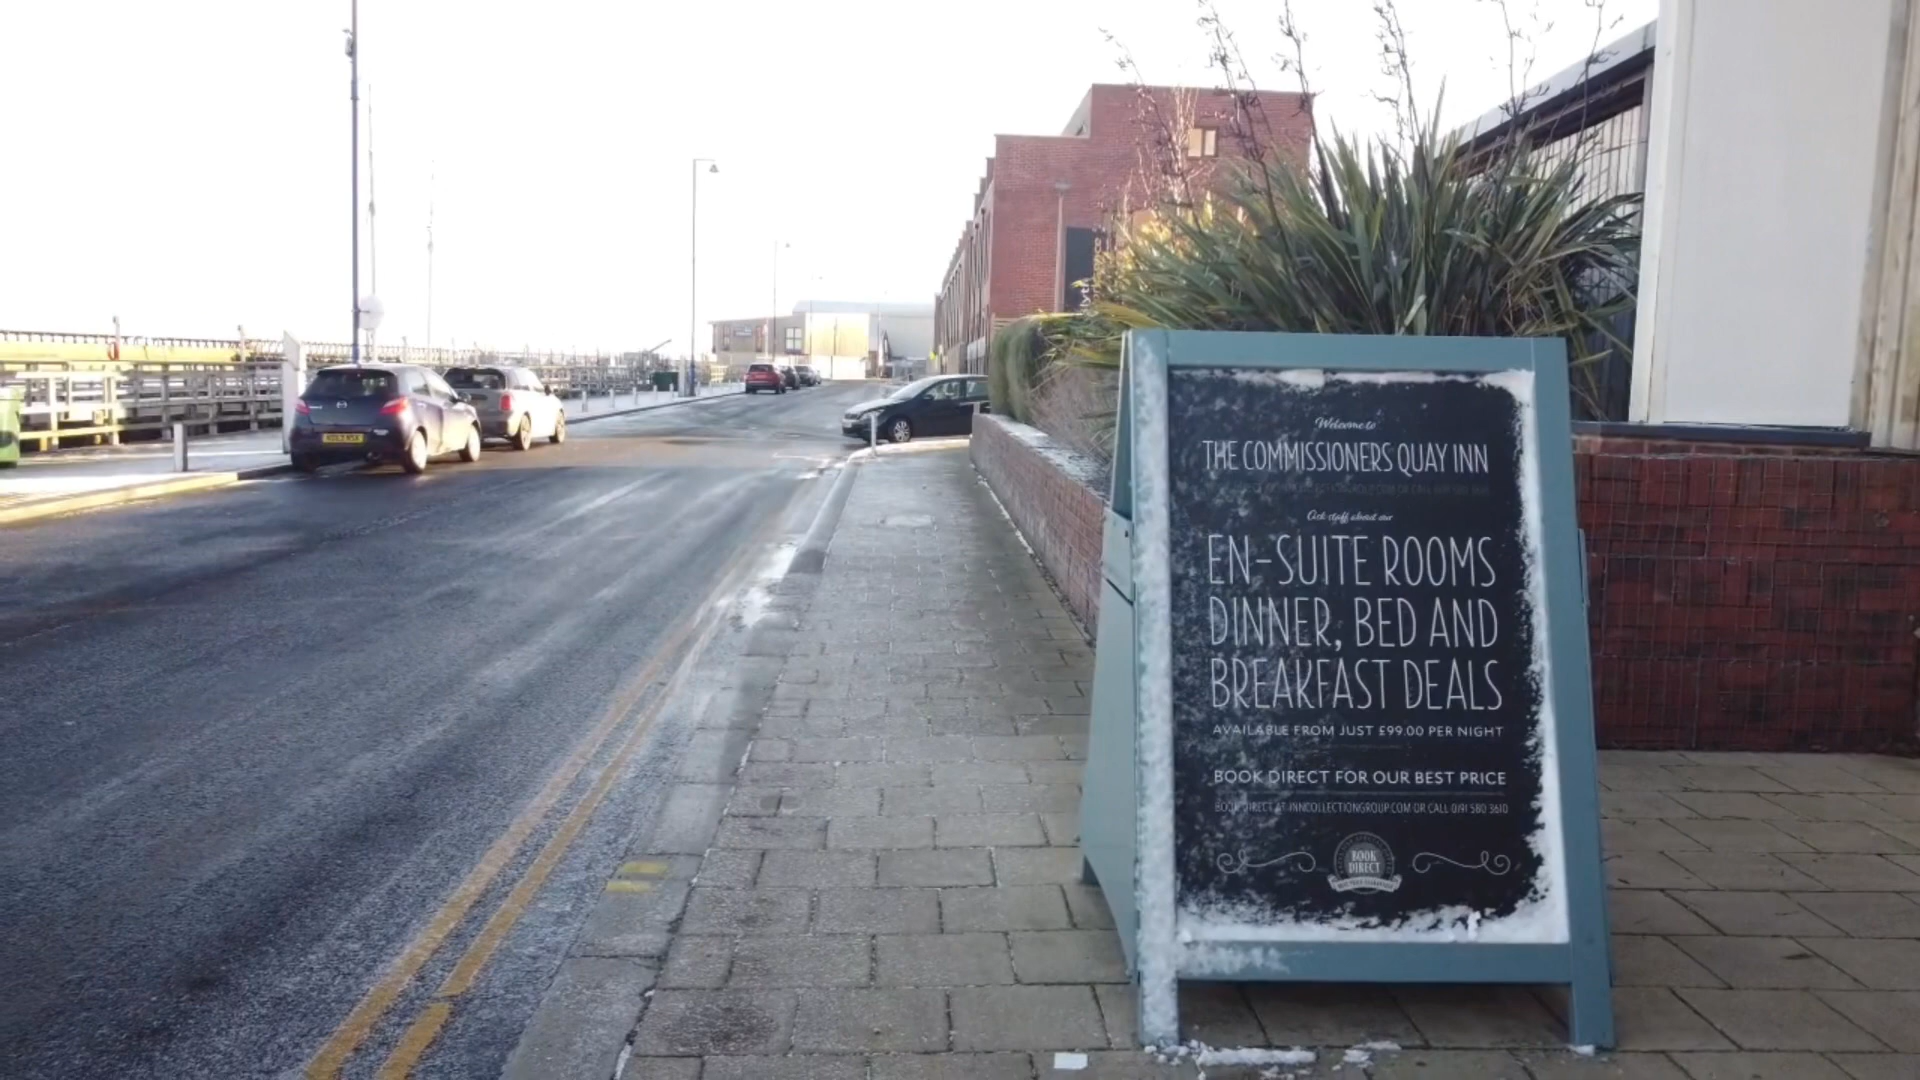 Welcome to
THE COMMISSIONERS QUAY INN
Ask staff about our
EN-SUITE ROOMS
DINNER, BED AND
BREAKFAST DEALS
AVAILABLE FROM JUST £99.00 PER NIGHT
BOOK DIRECT FOR OUR BEST PRICE
BOOK DIRECT AT INNCOLLECTIONGROUP.COM OR CALL 0191 580 3610
BOOK
DIRECT